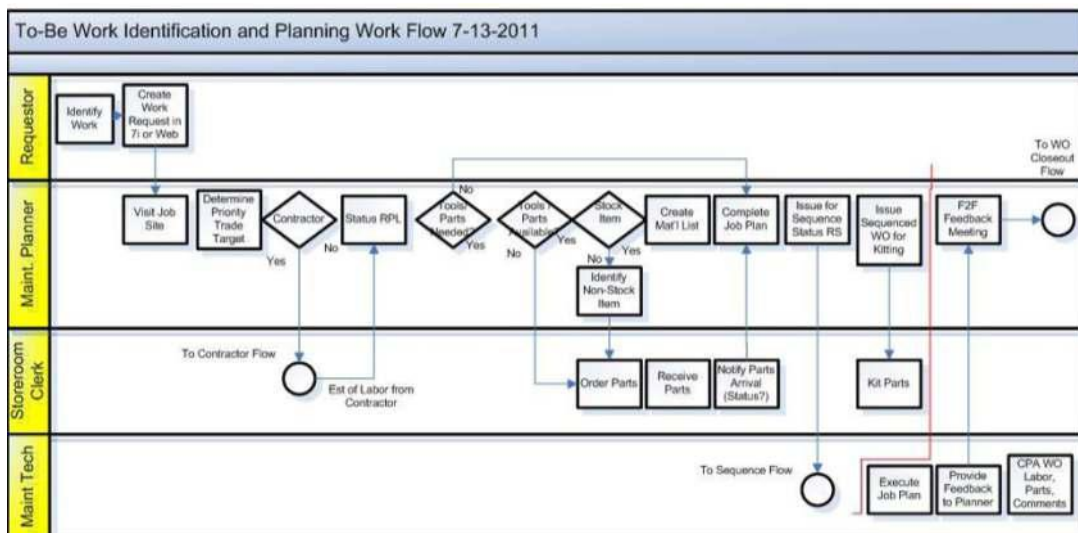 To-Be Work Identification and Planning Work Flow 7-13-2011
Requestor
Identify
Work
Create
Work
Request in
7i or Web
To WO
Closeout
Flow
Maint. Planner
Visit Job
Site
Determine
Priority
Trade
Target
Contractor
Yes
No
Status RPL
Tools/
Parts
Needed?
No
Yes
Tools /
Parts
Available?
No
Yes
Stock
Item
No
Yes
Identify
Non-Stock
Item
Create
Mat'l List
Complete
Job Plan
Issue for
Sequence
Status RS
Issue
Sequenced
WO for
Kitting
F2F
Feedback
Meeting
Storeroom
Clerk
To Contractor Flow
Est of Labor from
Contractor
Order Parts
Receive
Parts
Notify Parts
Arrival
(Status?)
Kit Parts
Maint Tech
To Sequence Flow
Execute
Job Plan
Provide
Feedback
to Planner
CPA WO
Labor,
Parts,
Comments